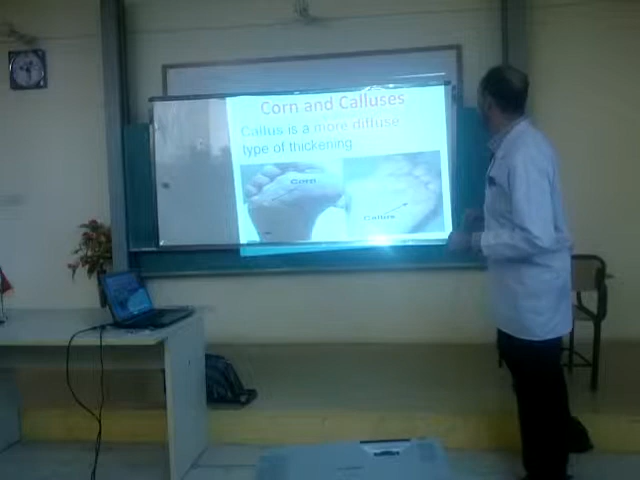 Corn and Calluses
Callus is a more diffuse
type of thickening
Corn
Callus